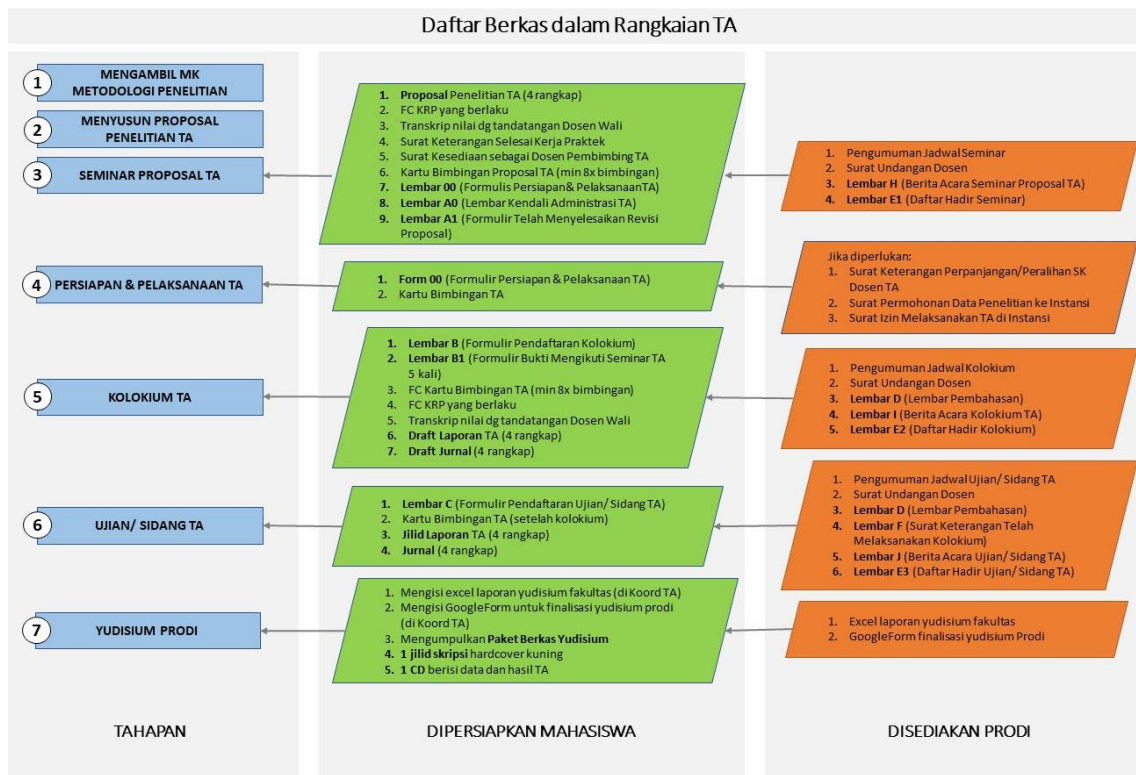 Daftar Berkas dalam Rangkaian TA
1
MENGAMBIL MK
METODOLOGI PENELITIAN
2
MENYUSUN PROPOSAL
PENELITIAN TA
3
SEMINAR PROPOSAL TA
1. Proposal Penelitian TA (4 rangkap)
2. FC KRP yang berlaku
3. Transkrip nilai dg tandatangan Dosen Wali
4. Surat Keterangan Selesai Kerja Praktek
5. Surat Kesediaan sebagai Dosen Pembimbing TA
6. Kartu Bimbingan Proposal TA (min 8x bimbingan)
7. Lembar 00 (Formulis Persiapan & Pelaksanaan TA)
8. Lembar A0 (Lembar Kendali Administrasi TA)
9. Lembar A1 (Formulir Telah Menyelesaikan Revisi
Proposal)
1. Pengumuman Jadwal Seminar
2. Surat Undangan Dosen
3. Lembar H (Berita Acara Seminar Proposal TA)
4. Lembar E1 (Daftar Hadir Seminar)
4
PERSIAPAN & PELAKSANAAN TA
1. Form 00 (Formulir Persiapan & Pelaksanaan TA)
2. Kartu Bimbingan TA
Jika diperlukan:
1. Surat Keterangan Perpanjangan/Peralihan SK
Dosen TA
2. Surat Permohonan Data Penelitian ke Instansi
3. Surat Izin Melaksanakan TA di Instansi
5
KOLOKIUM TA
1. Lembar B (Formulir Pendaftaran Kolokium)
2. Lembar B1 (Formulir Bukti Mengikuti Seminar TA
5 kali)
3. FC Kartu Bimbingan TA (min 8x bimbingan)
4. FC KRP yang berlaku
5. Transkrip nilai dg tandatangan Dosen Wali
6. Draft Laporan TA (4 rangkap)
7. Draft Jurnal (4 rangkap)
1. Pengumuman Jadwal Kolokium
2. Surat Undangan Dosen
3. Lembar D (Lembar Pembahasan)
4. Lembar I (Berita Acara Kolokium TA)
5. Lembar E2 (Daftar Hadir Kolokium)
6
UJIAN/ SIDANG TA
1. Lembar C (Formulir Pendaftaran Ujian/ Sidang TA)
2. Kartu Bimbingan TA (setelah kolokium)
3. Jilid Laporan TA (4 rangkap)
4. Jurnal (4 rangkap)
1. Pengumuman Jadwal Ujian/ Sidang TA
2. Surat Undangan Dosen
3. Lembar D (Lembar Pembahasan)
4. Lembar F (Surat Keterangan Telah
Melaksanakan Kolokium)
5. Lembar J (Berita Acara Ujian/ Sidang TA)
6. Lembar E3 (Daftar Hadir Ujian/ Sidang TA)
7
YUDISIUM PRODI
1. Mengisi excel laporan yudisium fakultas (di Koord TA)
2. Mengisi GoogleForm untuk finalisasi yudisium prodi
(di Koord TA)
3. Mengumpulkan Paket Berkas Yudisium
4. 1 jilid skripsi hardcover kuning
5. 1 CD berisi data dan hasil TA
1. Excel laporan yudisium fakultas
2. GoogleForm finalisasi yudisium Prodi
TAHAPAN
DIPERSIAPKAN MAHASISWA
DISEDIAKAN PRODI